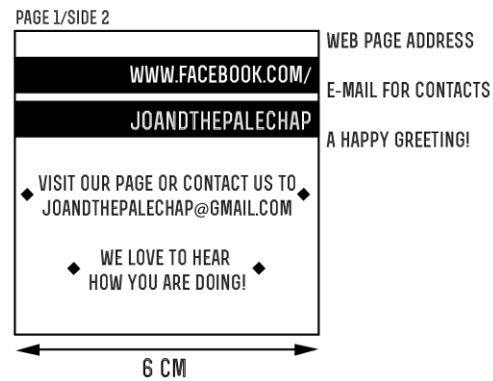 PAGE 1/SIDE 2
WEB PAGE ADDRESS
WWW.FACEBOOK.COM/
E-MAIL FOR CONTACTS
JOANDTHEPALECHAP
A HAPPY GREETING!
VISIT OUR PAGE OR CONTACT US TO
JOANDTHEPALECHAP@GMAIL.COM
WE LOVE TO HEAR
HOW YOU ARE DOING!
6 CM